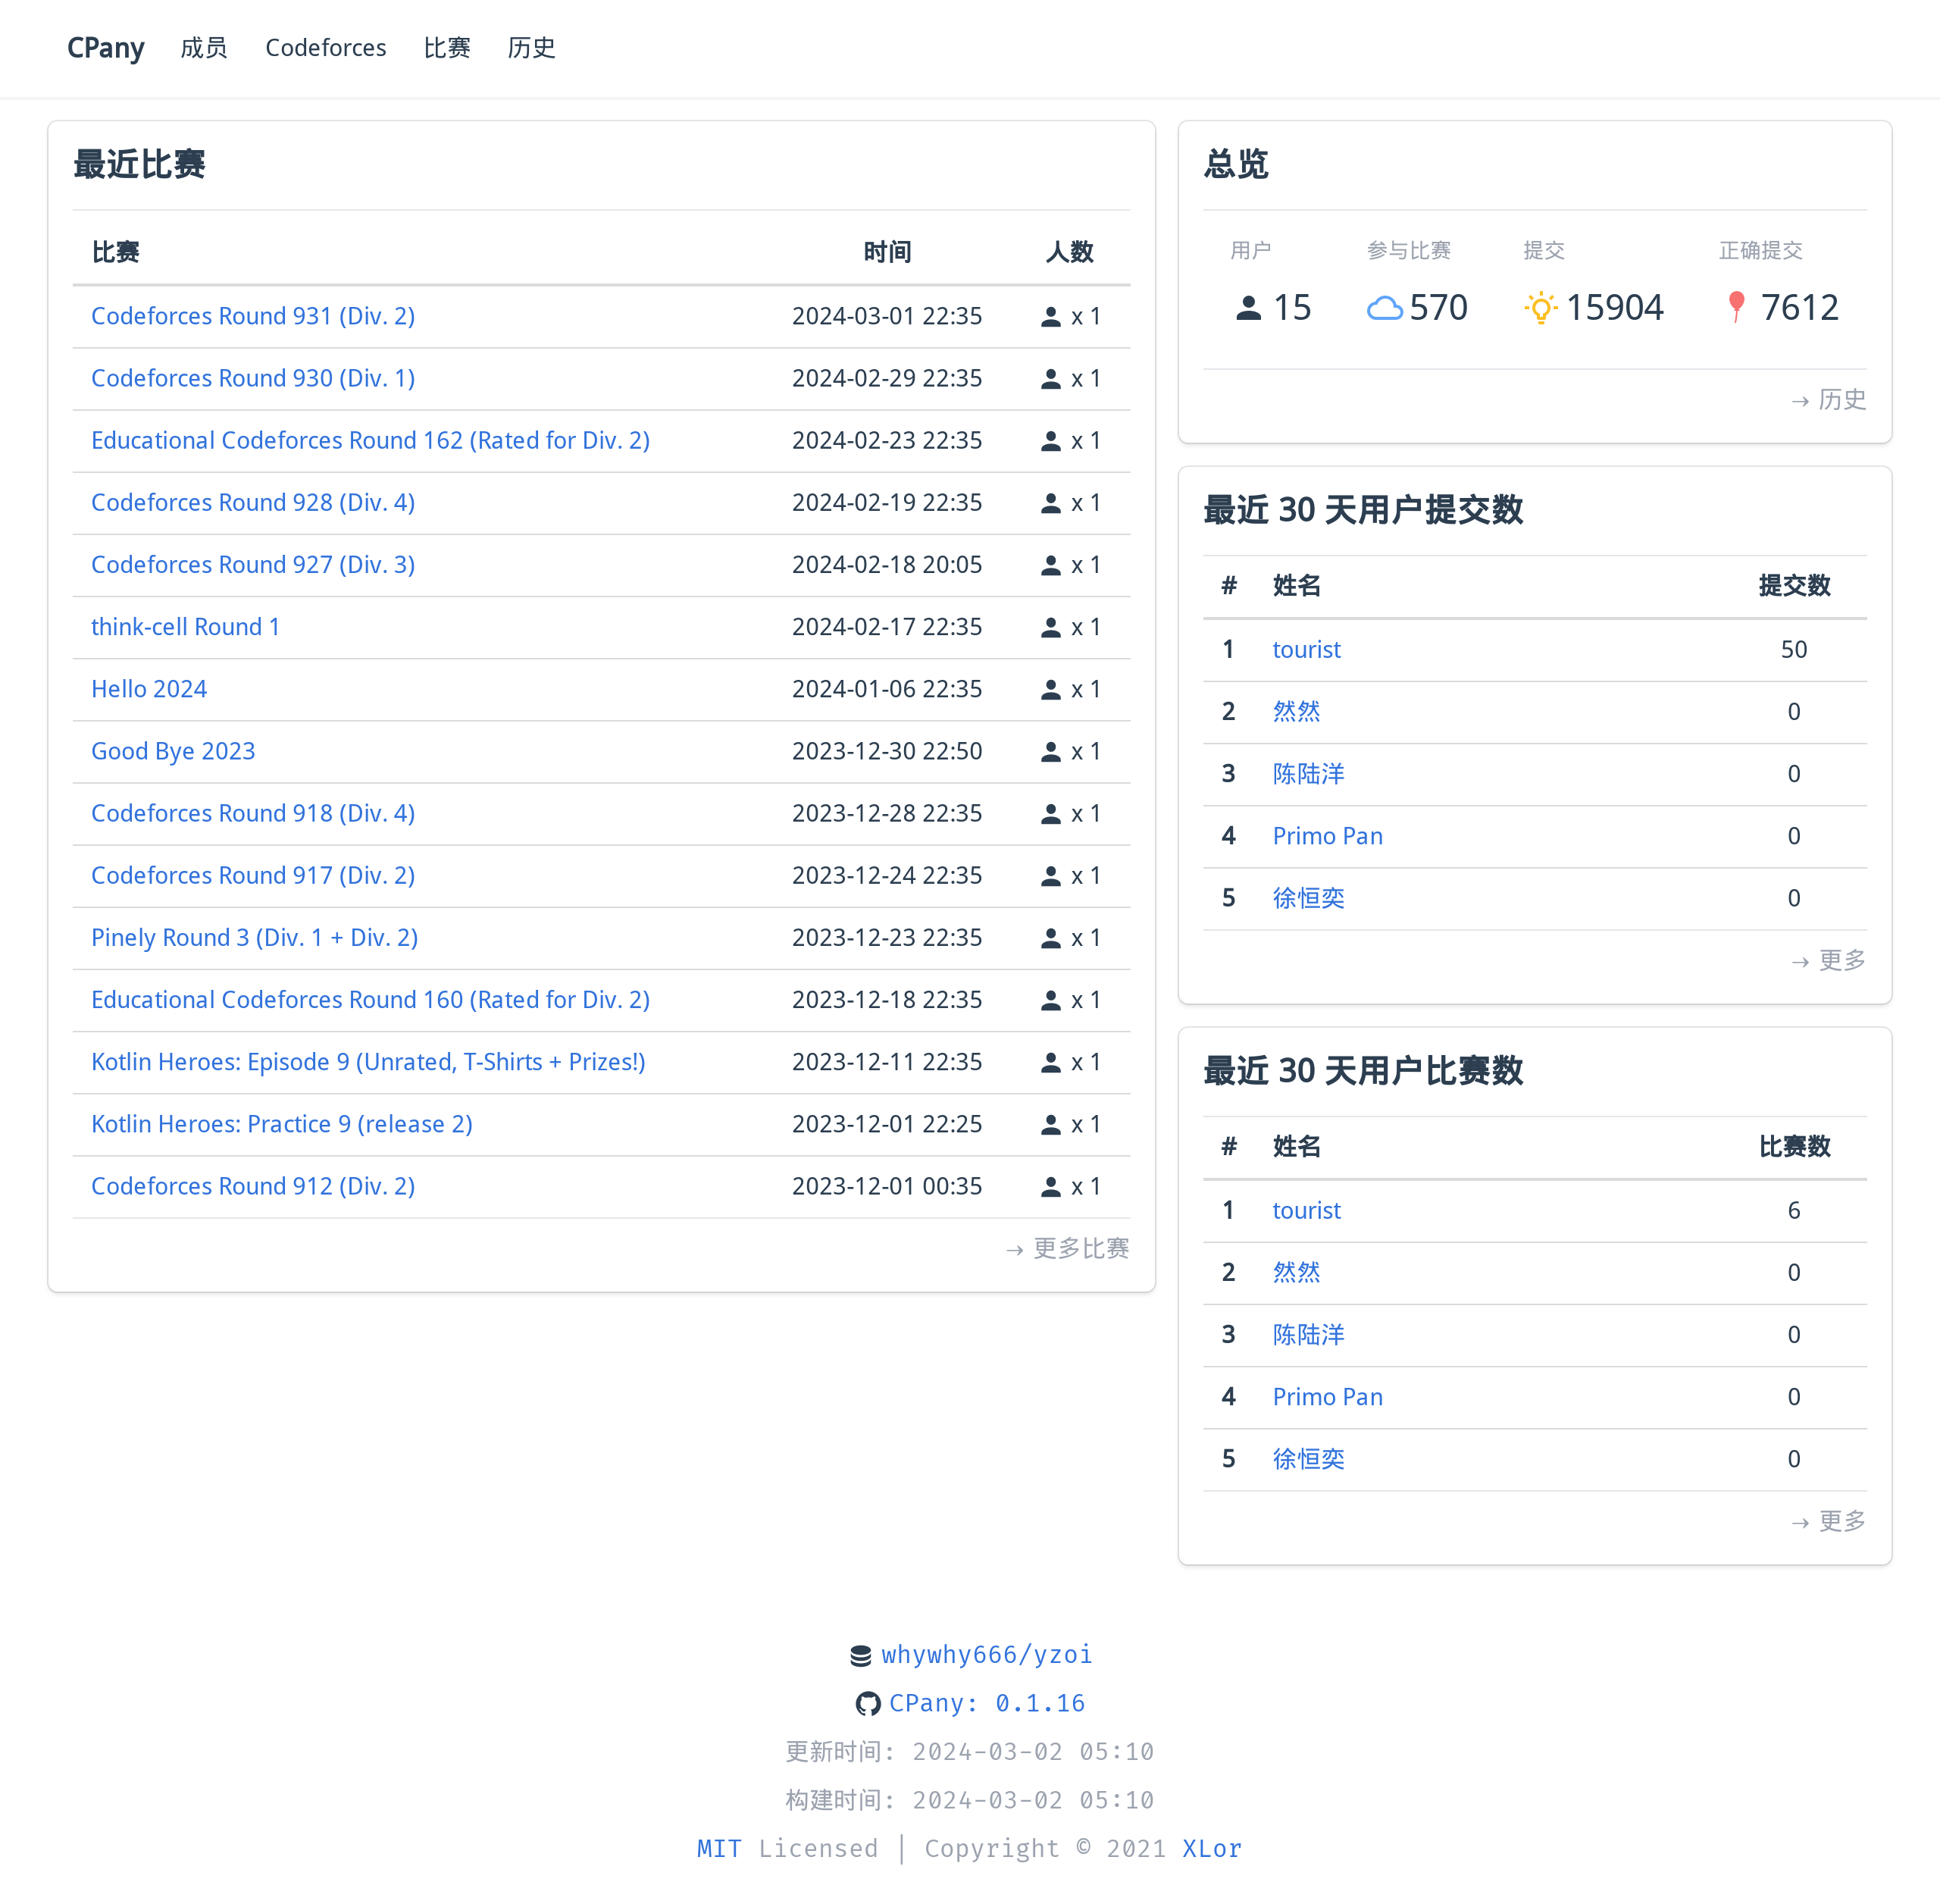 CPany 成员 Codeforces 比赛 历史
最近比赛
比赛 时间 人数
Codeforces Round 931 (Div. 2) 2024-03-01 22:35 x 1
Codeforces Round 930 (Div. 1) 2024-02-29 22:35 x 1
Educational Codeforces Round 162 (Rated for Div. 2) 2024-02-23 22:35 x 1
Codeforces Round 928 (Div. 4) 2024-02-19 22:35 x 1
Codeforces Round 927 (Div. 3) 2024-02-18 20:05 x 1
think-cell Round 1 2024-02-17 22:35 x 1
Hello 2024 2024-01-06 22:35 x 1
Good Bye 2023 2023-12-30 22:50 x 1
Codeforces Round 918 (Div. 4) 2023-12-28 22:35 x 1
Codeforces Round 917 (Div. 2) 2023-12-24 22:35 x 1
Pinely Round 3 (Div. 1 + Div. 2) 2023-12-23 22:35 x 1
Educational Codeforces Round 160 (Rated for Div. 2) 2023-12-18 22:35 x 1
Kotlin Heroes: Episode 9 (Unrated, T-Shirts + Prizes!) 2023-12-11 22:35 x 1
Kotlin Heroes: Practice 9 (release 2) 2023-12-01 22:25 x 1
Codeforces Round 912 (Div. 2) 2023-12-01 00:35 x 1
→ 更多比赛
总览
用户 参与比赛 提交 正确提交
15 570 15904 7612
→ 历史
最近 30 天用户提交数
# 姓名 提交数
1 tourist 50
2 然然 0
3 陈陆洋 0
4 Primo Pan 0
5 徐恒奕 0
→ 更多
最近 30 天用户比赛数
# 姓名 比赛数
1 tourist 6
2 然然 0
3 陈陆洋 0
4 Primo Pan 0
5 徐恒奕 0
→ 更多
whywhy666/yzoi
CPany: 0.1.16
更新时间: 2024-03-02 05:10
构建时间: 2024-03-02 05:10
MIT Licensed | Copyright © 2021 XLor